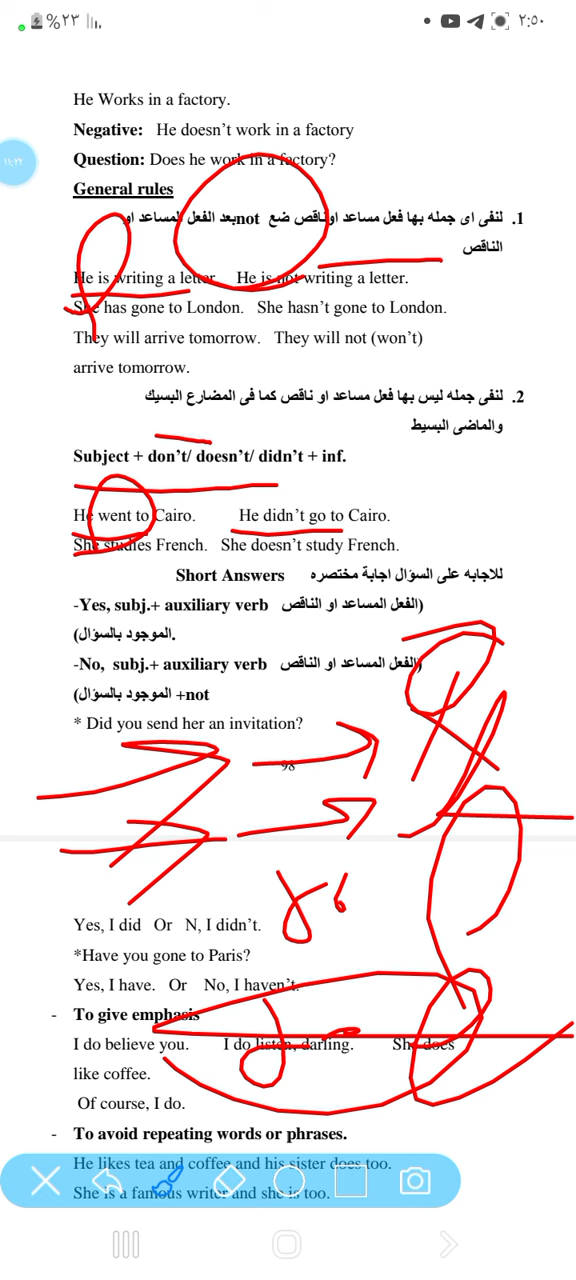 %٢٣
٢:٥٠
١١:٢٢
He Works in a factory.
Negative: He doesn't work in a factory
Question: Does he work in a factory?
General rules
1. لنفى اى جمله بها فعل مساعد او ناقص ضع not بعد الفعل المساعد او
الناقص
He is writing a letter. He is not writing a letter.
She has gone to London. She hasn't gone to London.
They will arrive tomorrow. They will not (won't)
arrive tomorrow.
2. لنفى جمله ليس بها فعل مساعد او ناقص كما فى المضارع البسيك
والماضى البسيط
Subject + don't/ doesn't/ didn't + inf.
He went to Cairo. He didn't go to Cairo.
She studies French. She doesn't study French.
Short Answers للاجابه على السؤال اجابة مختصره
-Yes, subj.+ auxiliary verb الفعل المساعد او الناقص)
(الموجود بالسؤال.
-No, subj.+ auxiliary verb الفعل المساعد او الناقص)
(الموجود بالسؤال +not
* Did you send her an invitation?
98
Yes, I did Or N, I didn't.
*Have you gone to Paris?
Yes, I have. Or No, I haven't.
- To give emphasis
I do believe you. I do listen, darling. She does
like coffee.
Of course, I do.
- To avoid repeating words or phrases.
He likes tea and coffee and his sister does too.
She is a famous writer and she is too.